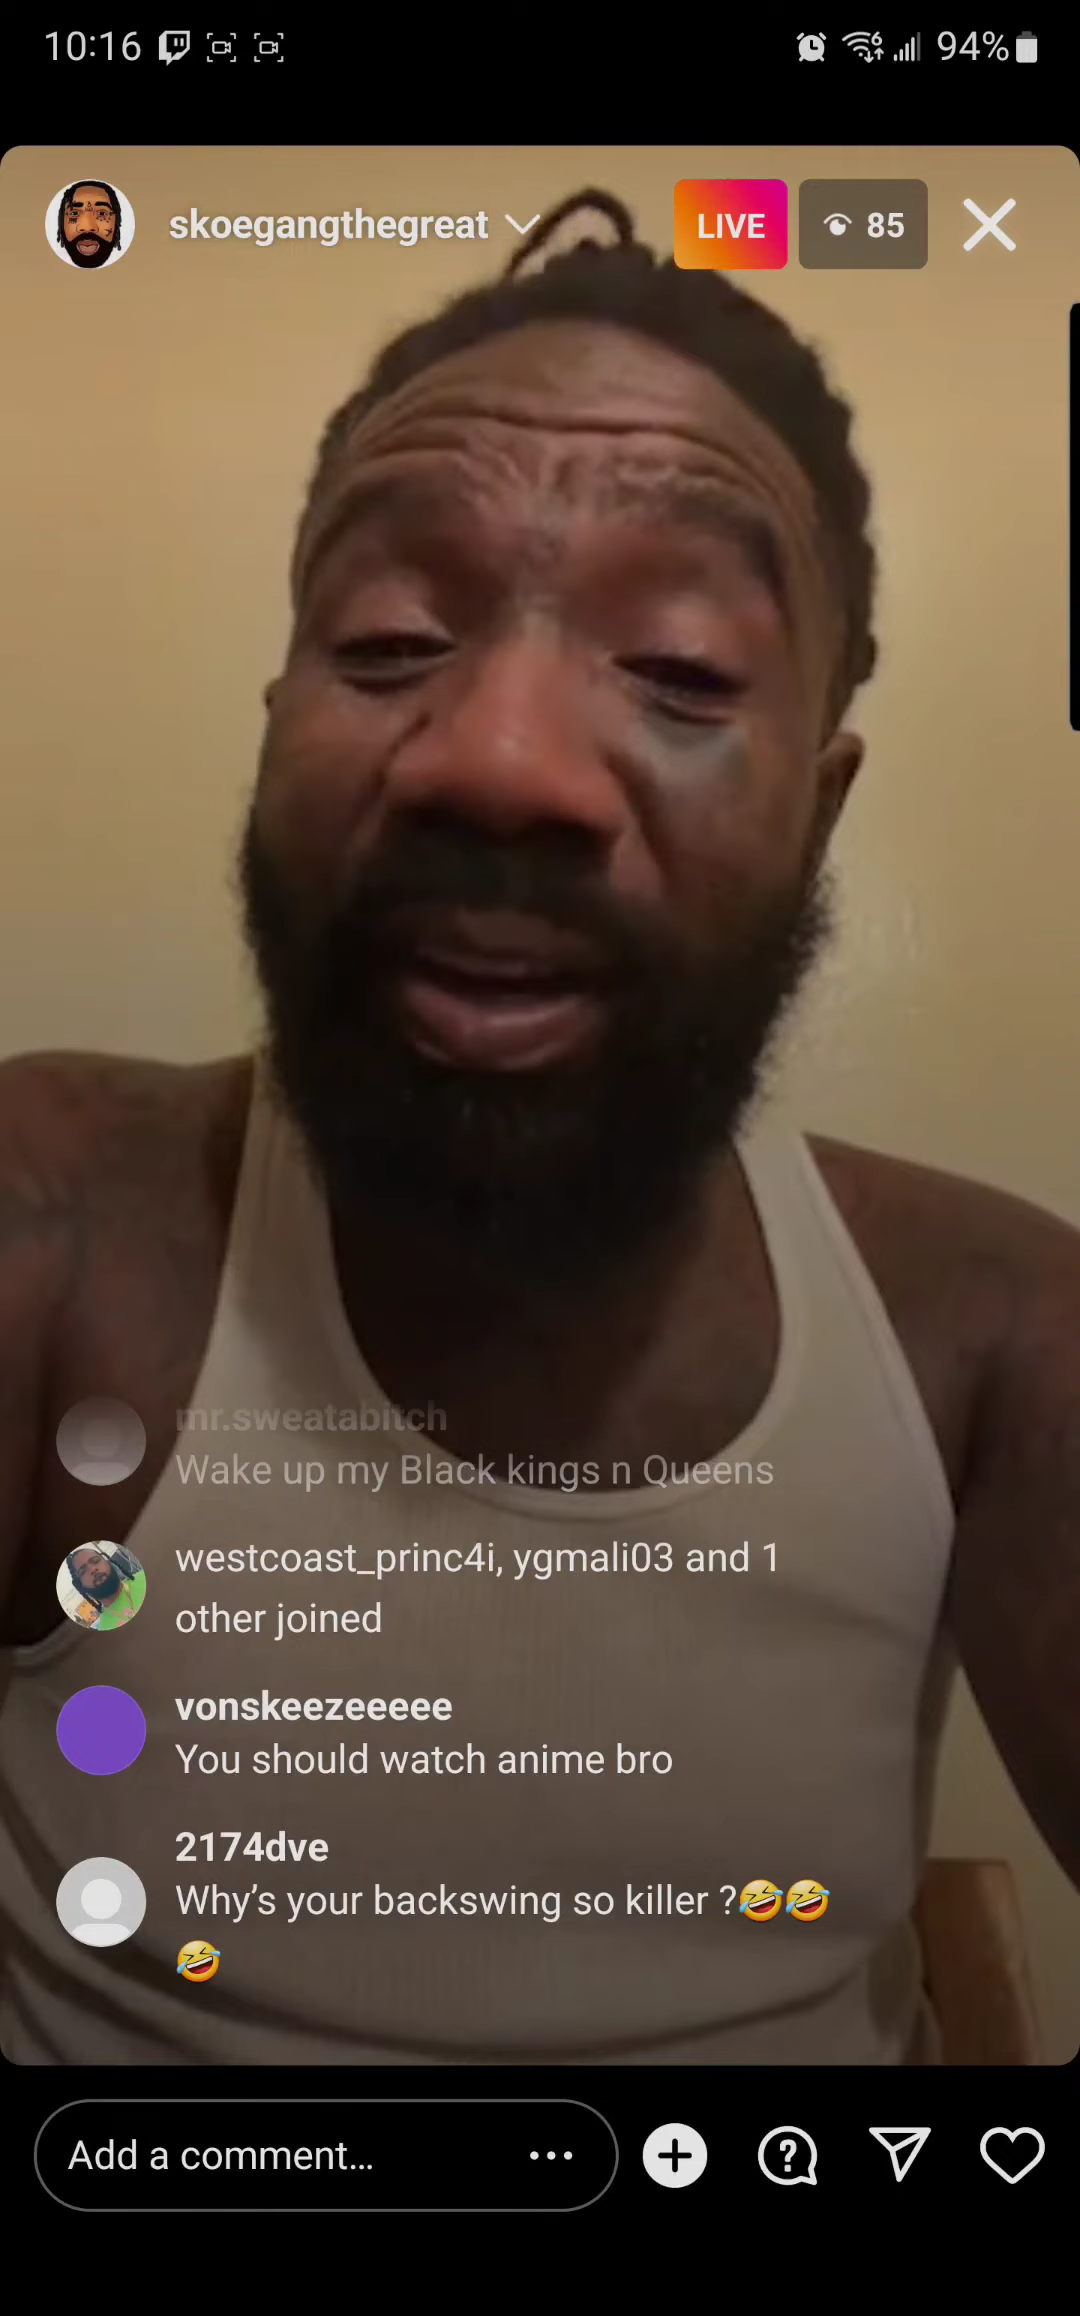 10:16 94%
skoegangthegreat LIVE 85
mr.sweatabitch
Wake up my Black kings n Queens
westcoast_princ4i, ygmali03 and 1
other joined
vonskeezeeeee
You should watch anime bro
2174dve
Why’s your backswing so killer ?🤣🤣
🤣
Add a comment...